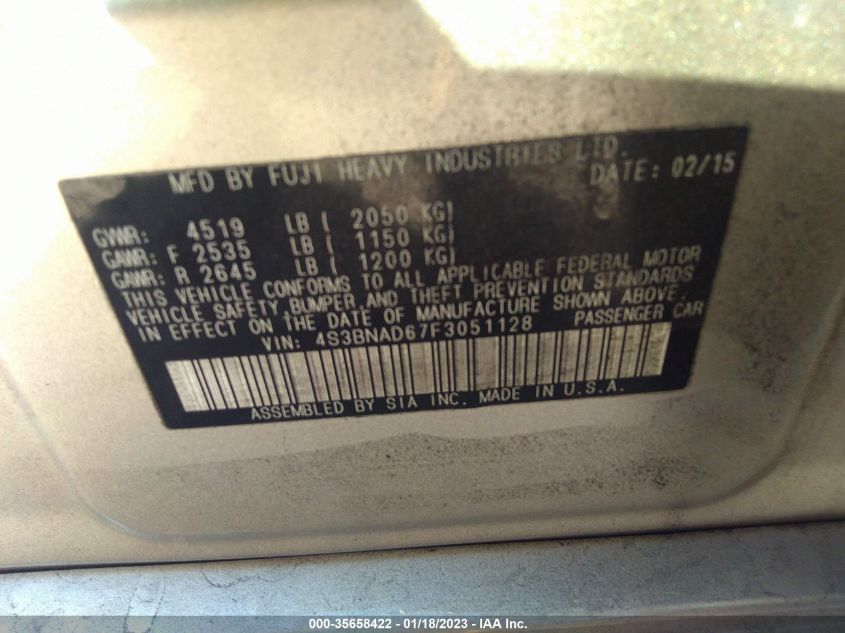 MFD BY FUJI HEAVY INDUSTRIES LTD.
DATE: 02/15
GVWR: 4519 LB ( 2050 KG)
GAWR: F 2535 LB ( 1150 KG)
GAWR: R 2645 LB ( 1200 KG)
THIS VEHICLE CONFORMS TO ALL APPLICABLE FEDERAL MOTOR
VEHICLE SAFETY, BUMPER AND THEFT PREVENTION STANDARDS
IN EFFECT ON THE DATE OF MANUFACTURE SHOWN ABOVE.
VIN: 4S3BNAD67F3051128 PASSENGER CAR
ASSEMBLED BY SIA INC. MADE IN U.S.A.
000-35658422 - 01/18/2023 - IAA Inc.